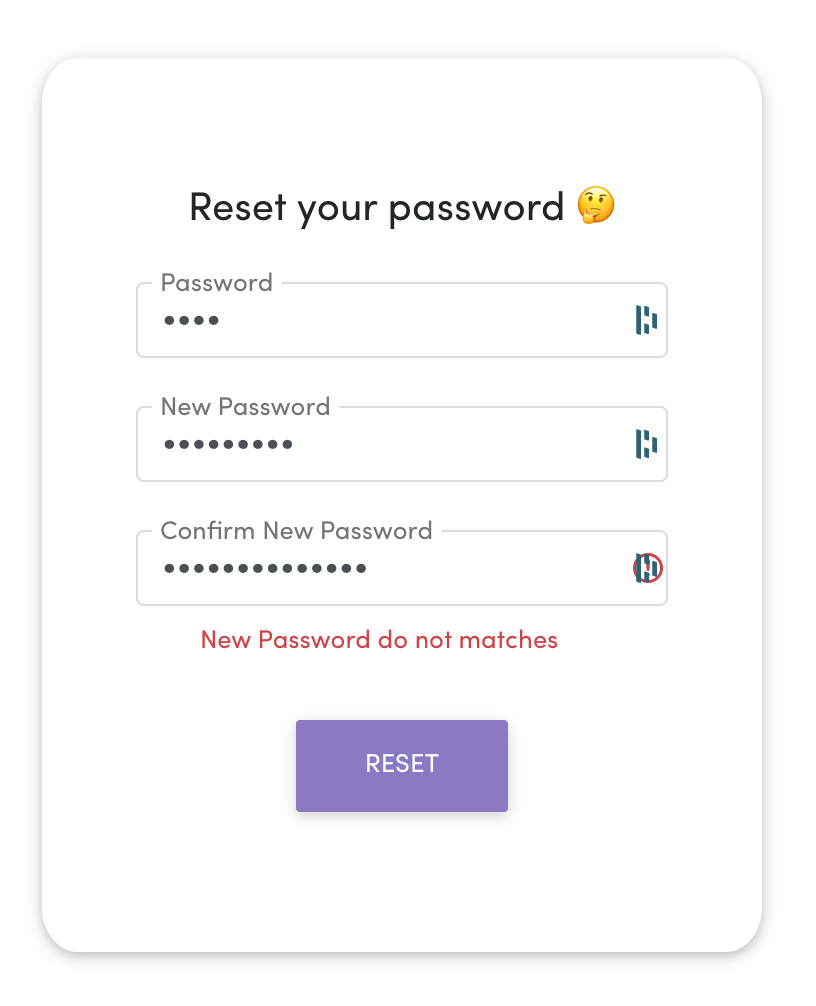 Reset your password 🤔
Password
••••
New Password
•••••••••
Confirm New Password
••••••••••••••
New Password do not matches
RESET